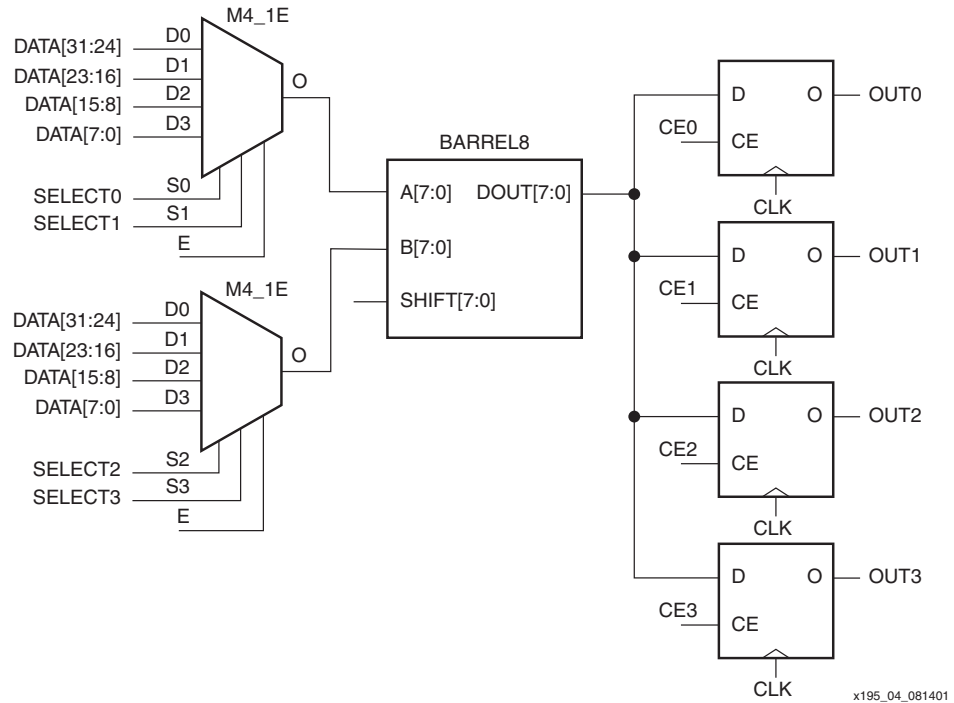 M4_1E
DATA[31:24] D0
DATA[23:16] D1
DATA[15:8] D2
DATA[7:0] D3
O
SELECT0 S0
SELECT1 S1
E
M4_1E
DATA[31:24] D0
DATA[23:16] D1
DATA[15:8] D2
DATA[7:0] D3
O
SELECT2 S2
SELECT3 S3
E
BARREL8
A[7:0] DOUT[7:0]
B[7:0]
SHIFT[7:0]
D O OUT0
CE0 CE
CLK
D O OUT1
CE1 CE
CLK
D O OUT2
CE2 CE
CLK
D O OUT3
CE3 CE
CLK
x195_04_081401